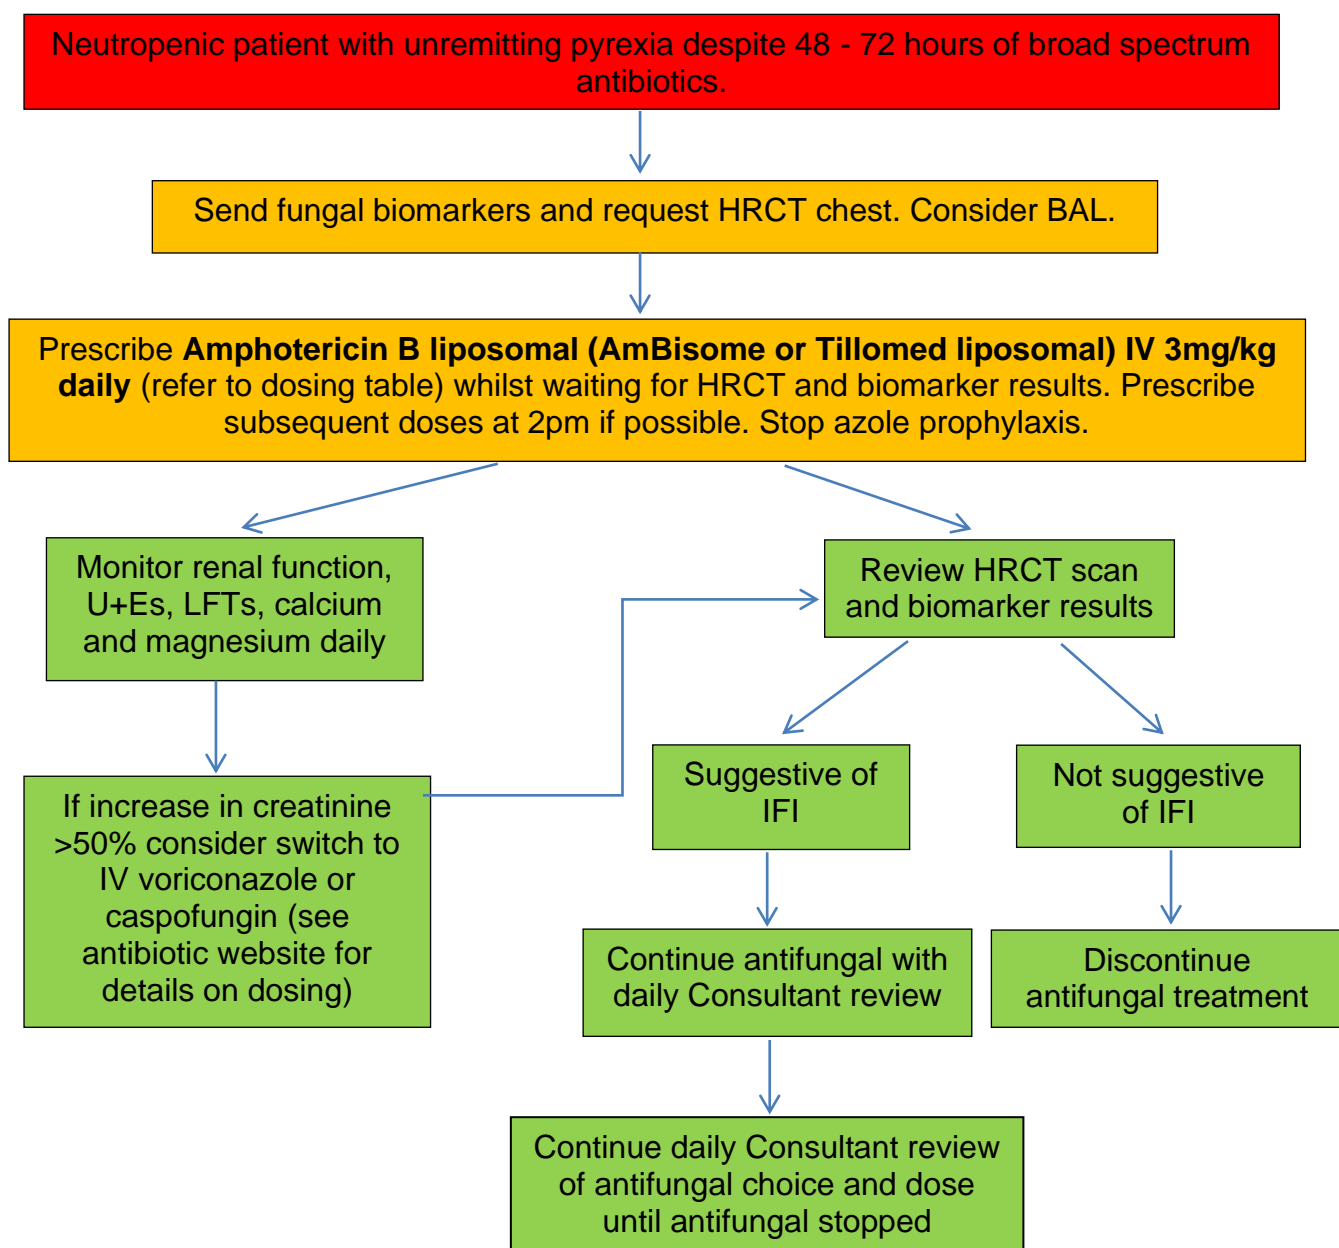 Neutropenic patient with unremitting pyrexia despite 48 - 72 hours of broad spectrum
antibiotics.
Send fungal biomarkers and request HRCT chest. Consider BAL.
Prescribe Amphotericin B liposomal (AmBisome or Tillomed liposomal) IV 3mg/kg
daily (refer to dosing table) whilst waiting for HRCT and biomarker results. Prescribe
subsequent doses at 2pm if possible. Stop azole prophylaxis.
Monitor renal function,
U+Es, LFTs, calcium
and magnesium daily
If increase in creatinine
>50% consider switch to
IV voriconazole or
caspofungin (see
antibiotic website for
details on dosing)
Review HRCT scan
and biomarker results
Suggestive of
IFI
Not suggestive
of IFI
Continue antifungal with
daily Consultant review
Discontinue
antifungal treatment
Continue daily Consultant review
of antifungal choice and dose
until antifungal stopped